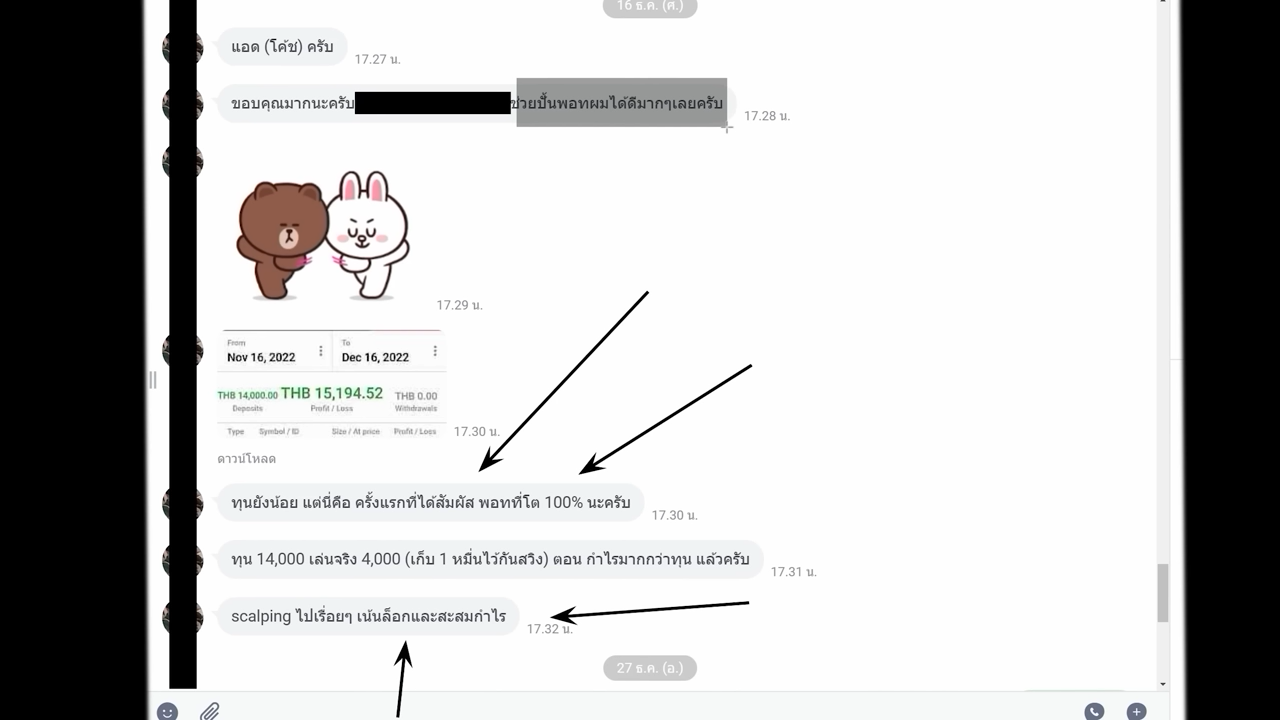 16 ธ.ค. (ศ.)
แอด (โค้ช) ครับ
17.27 น.
ขอบคุณมากนะครับ ช่วยปั้นพอทผมได้ดีมากๆเลยครับ
17.28 น.
17.29 น.
From To
Nov 16, 2022 Dec 16, 2022
THB 14,000.00 THB 15,194.52 THB 0.00
Deposits Profit / Loss Withdrawals
Type Symbol / ID Size / At price Profit / Loss
17.30 น.
ดาวน์โหลด
ทุนยังน้อย แต่นี่คือ ครั้งแรกที่ได้สัมผัส พอทที่โต 100% นะครับ
17.30 น.
ทุน 14,000 เล่นจริง 4,000 (เก็บ 1 หมื่นไว้กันสวิง) ตอน กำไรมากกว่าทุน แล้วครับ
17.31 น.
scalping ไปเรื่อยๆ เน้นล็อกและสะสมกำไร
17.32 น.
27 ธ.ค. (อ.)